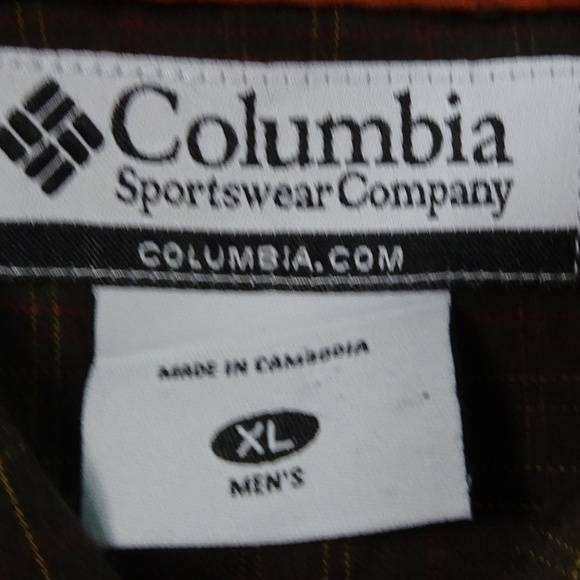 Columbia
Sportswear Company
COLUMBIA.COM
MADE IN CAMBODIA
XL
MEN'S